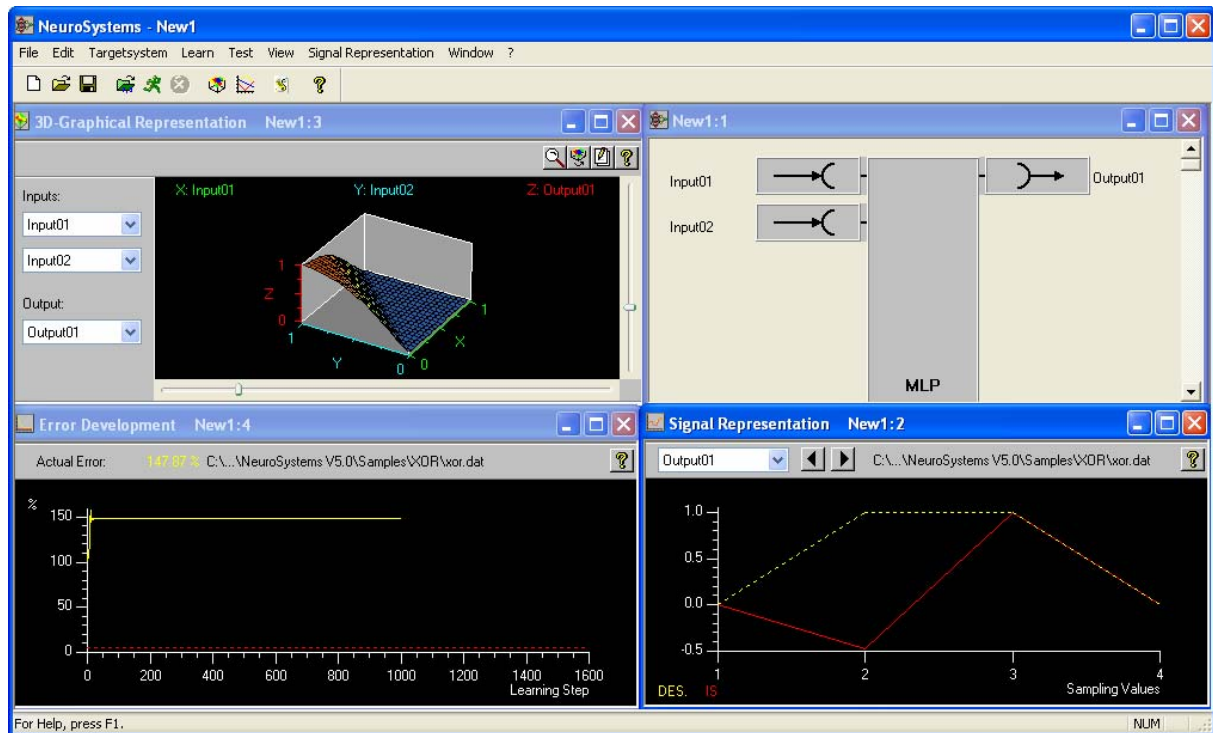 NeuroSystems - New1
File Edit Targetsystem Learn Test View Signal Representation Window ?
3D-Graphical Representation New1:3
Inputs:
Input01
Input02
Output:
Output01
X: Input01 Y: Input02 Z: Output01
1
Z
0
1
Y
0 0
X
1
New1:1
Input01
Input02
Output01
MLP
Error Development New1:4
Actual Error: 147.87 % C:\...\NeuroSystems V5.0\Samples\XOR\xor.dat
%
150
100
50
0
0 200 400 600 800 1000 1200 1400 1600
Learning Step
Signal Representation New1:2
Output01 C:\...\NeuroSystems V5.0\Samples\XOR\xor.dat
1.0
0.5
0.0
-0.5
1 2 3 4
DES. IS Sampling Values
For Help, press F1.
NUM